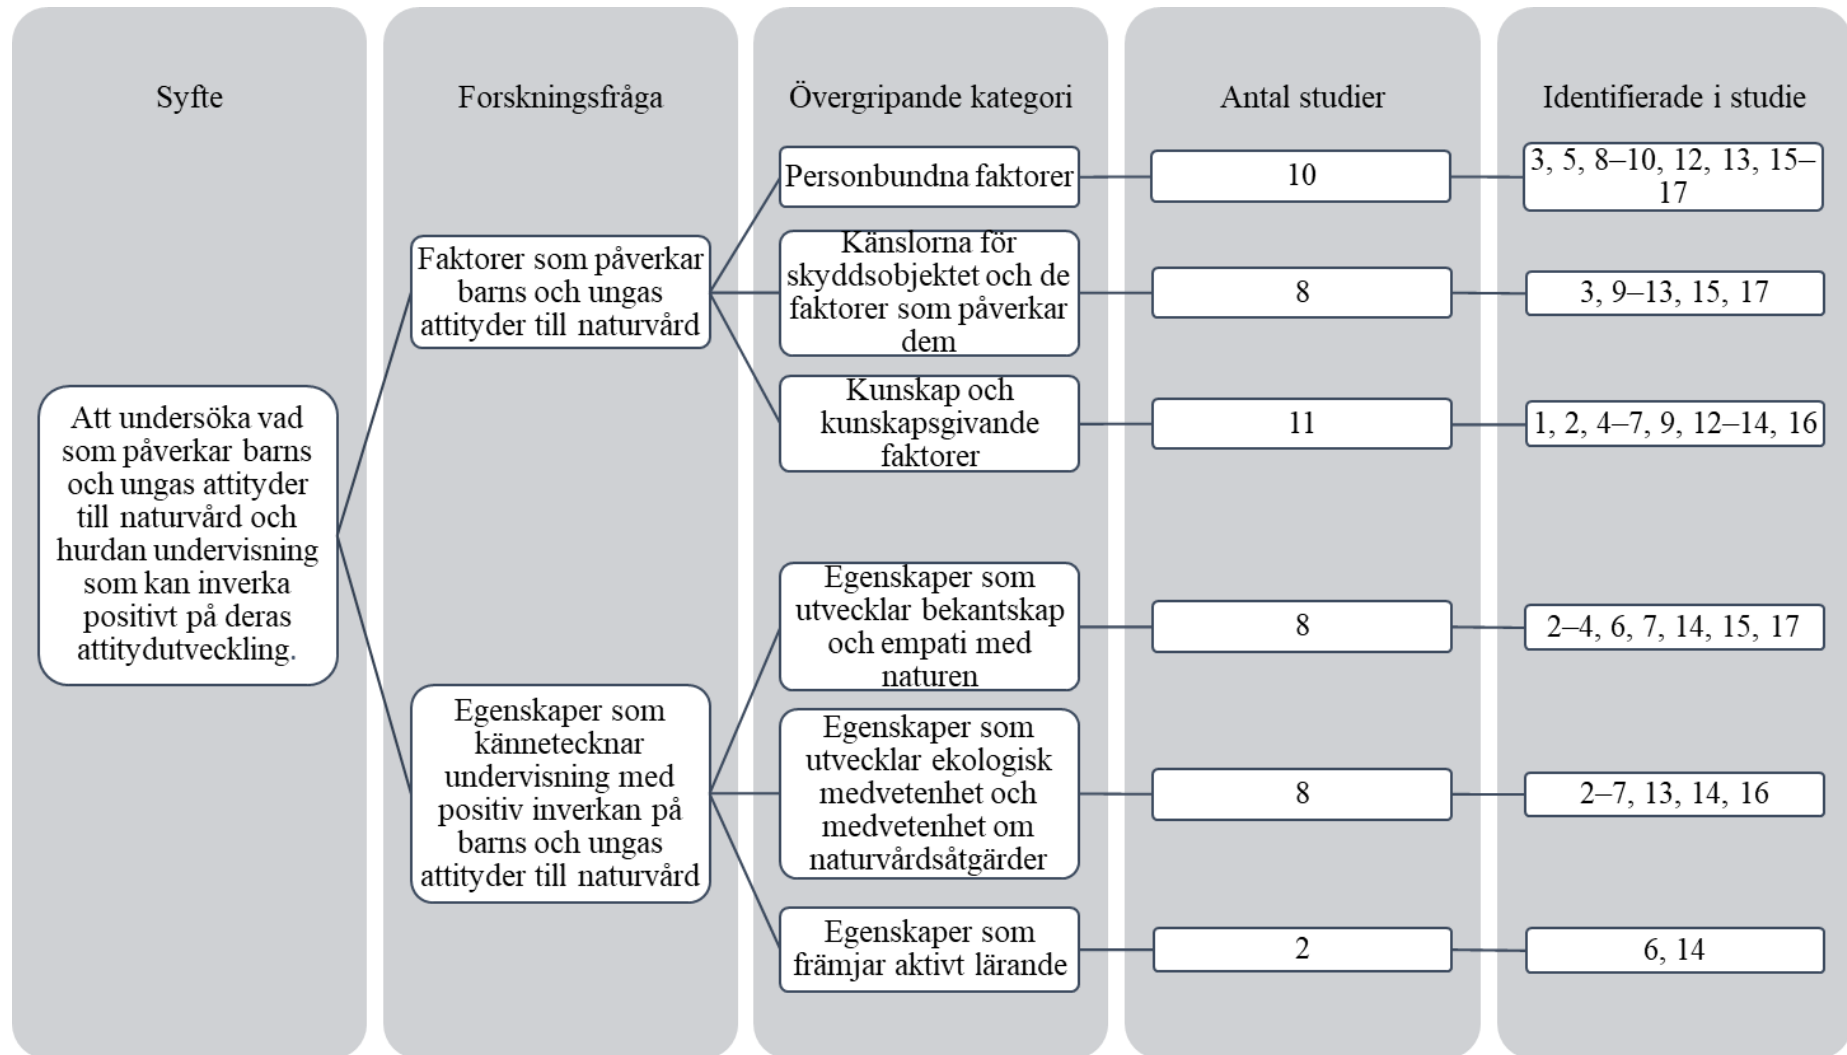 Syfte
Forskningsfråga
Övergripande kategori
Antal studier
Identifierade i studie
Att undersöka vad
som påverkar barns
och ungas attityder
till naturvård och
hurdan undervisning
som kan inverka
positivt på deras
attitydutveckling.
Faktorer som påverkar
barns och ungas
attityder till naturvård
Personbundna faktorer
10
3, 5, 8–10, 12, 13, 15–
17
Känslorna för
skyddsobjektet och de
faktorer som påverkar
dem
8
3, 9–13, 15, 17
Kunskap och
kunskapsgivande
faktorer
11
1, 2, 4–7, 9, 12–14, 16
Egenskaper som
kännetecknar
undervisning med
positiv inverkan på
barns och ungas
attityder till naturvård
Egenskaper som
utvecklar bekantskap
och empati med
naturen
8
2–4, 6, 7, 14, 15, 17
Egenskaper som
utvecklar ekologisk
medvetenhet och
medvetenhet om
naturvårdsåtgärder
8
2–7, 13, 14, 16
Egenskaper som
främjar aktivt lärande
2
6, 14